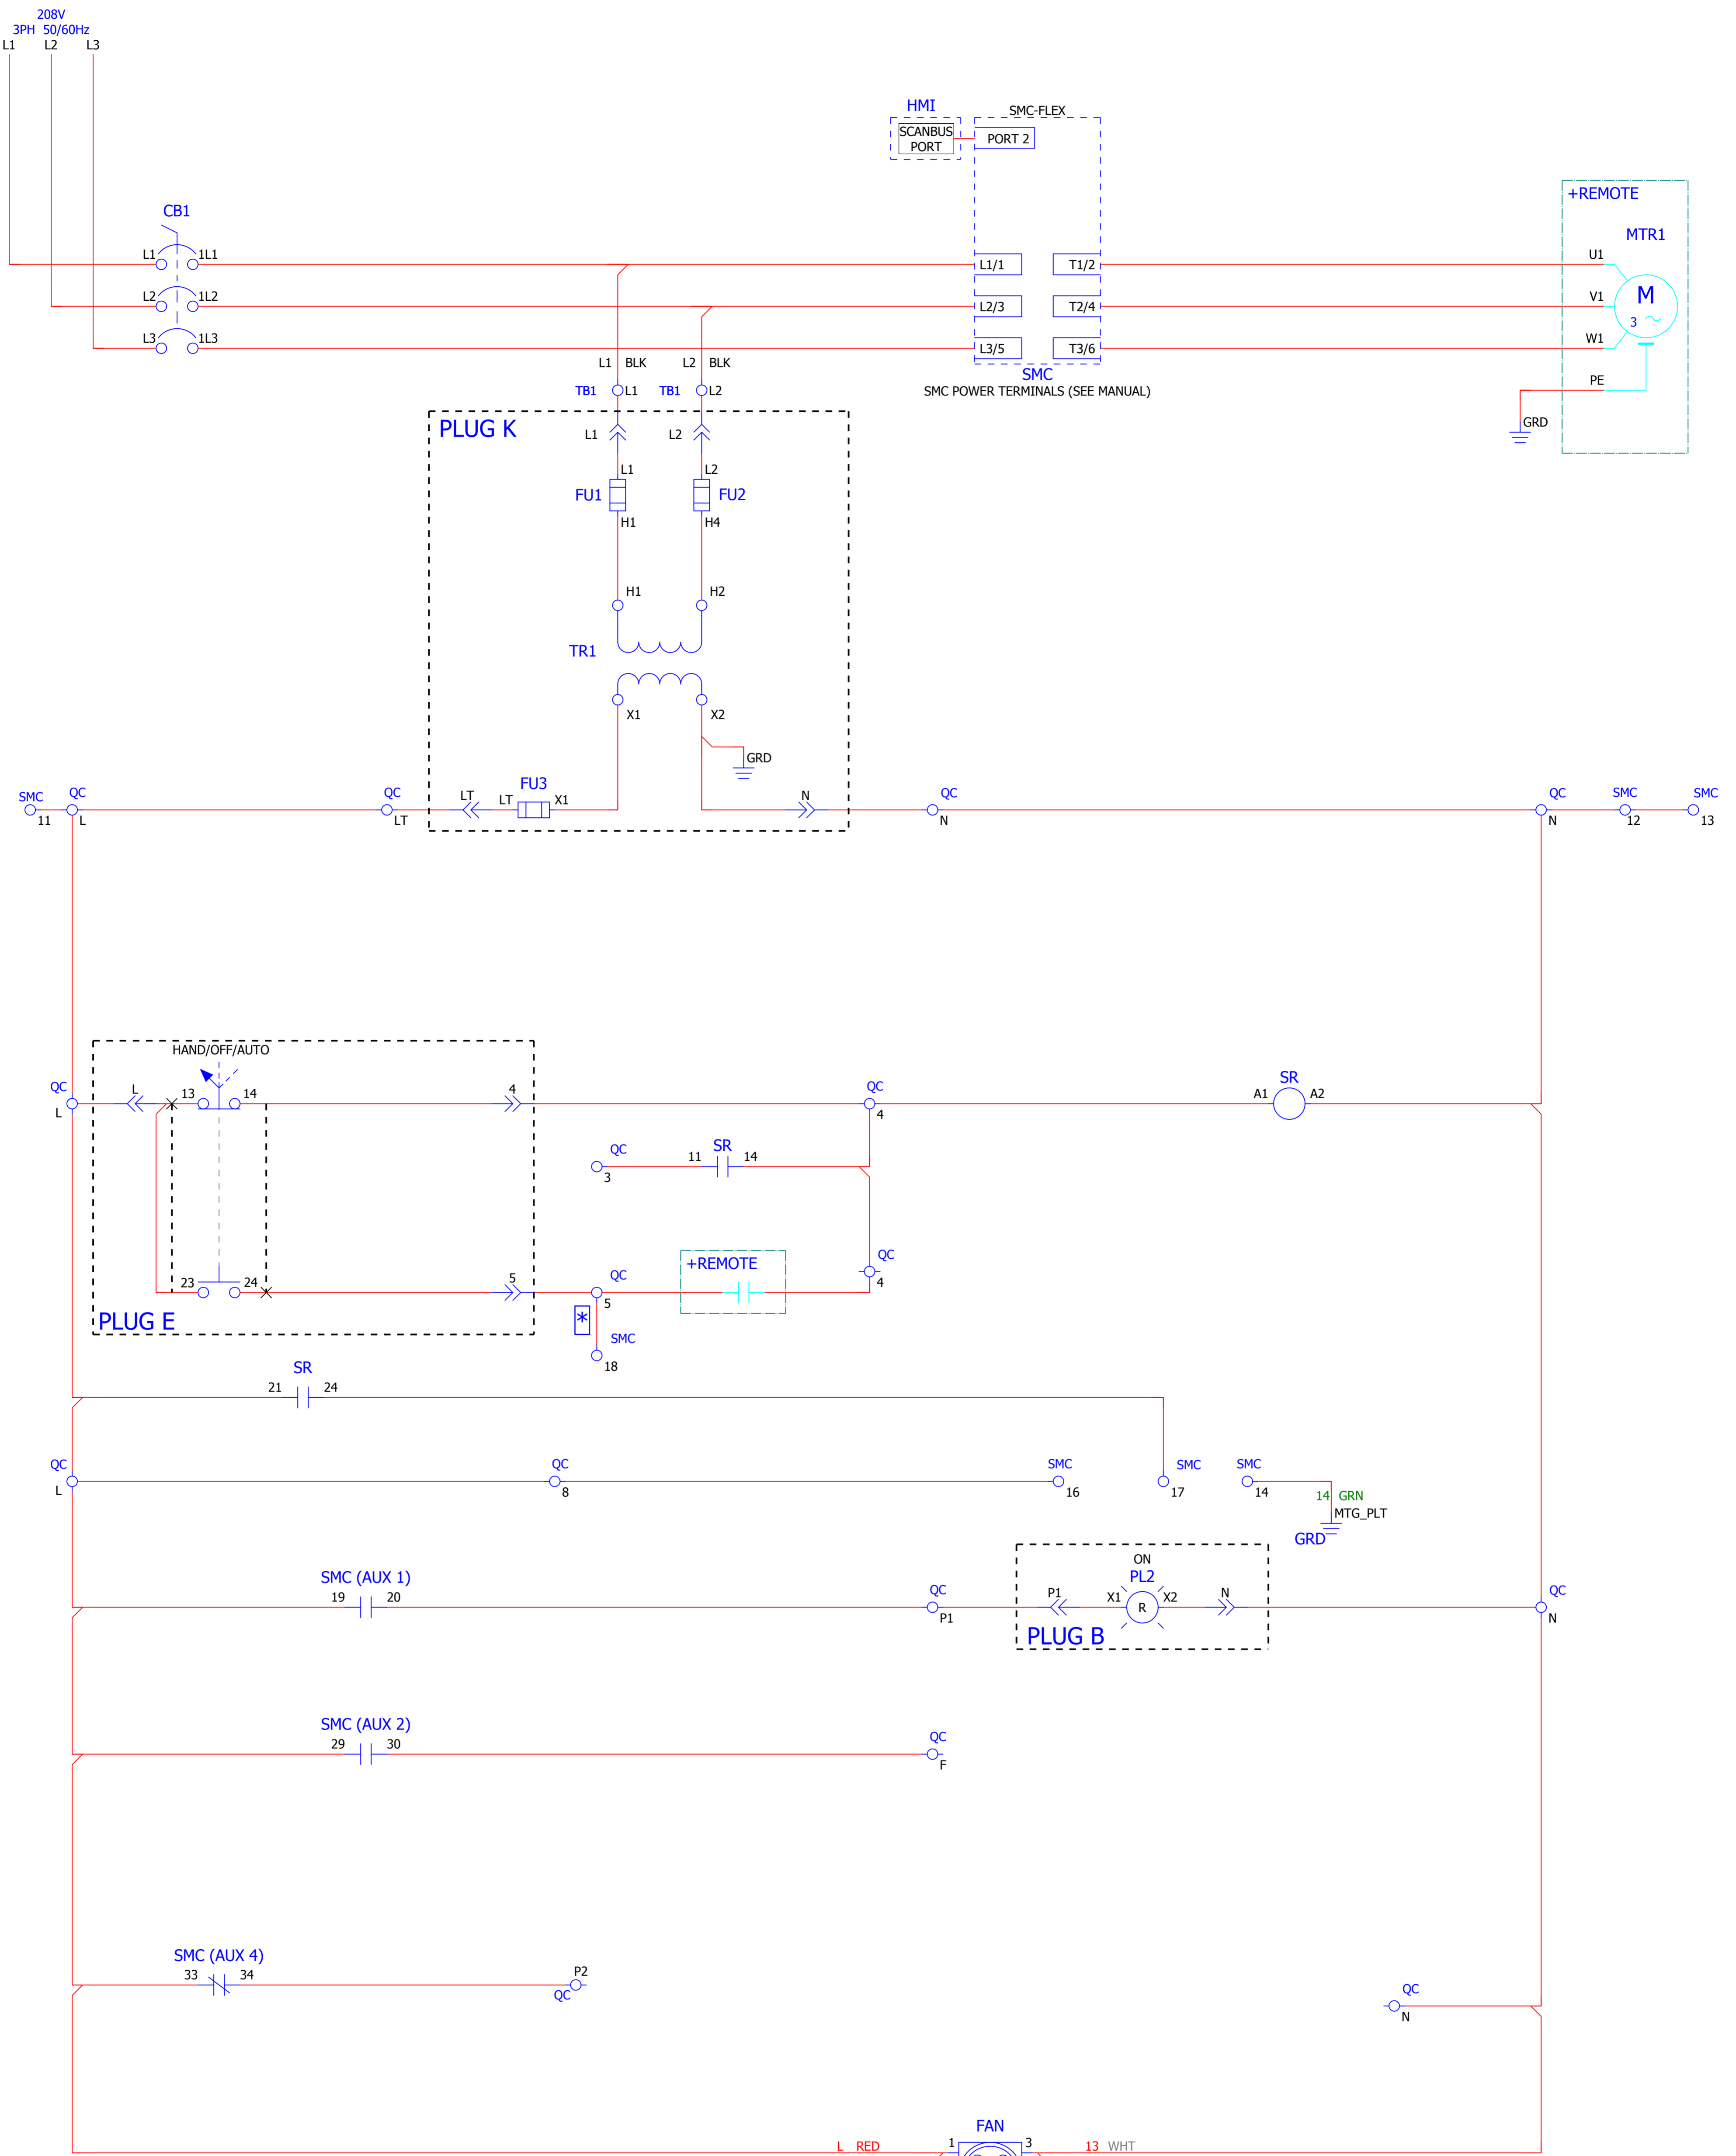 208V
3PH 50/60Hz
L1 L2 L3
HMI
SMC-FLEX
SCANBUS
PORT
PORT 2
+REMOTE
MTR1
CB1
L1 1L1
L1/1 T1/2
U1
L2 1L2
L2/3 T2/4
V1
M
3
L3 1L3
L3/5 T3/6
W1
L1 BLK L2 BLK
SMC
SMC POWER TERMINALS (SEE MANUAL)
PE
TB1 L1 TB1 L2
GRD
PLUG K
L1 L2
L1 L2
FU1 FU2
H1 H4
H1 H2
TR1
X1 X2
GRD
FU3
SMC QC QC LT LT X1 N QC QC SMC SMC
11 L LT N N 12 13
HAND/OFF/AUTO
QC L 13 14 4 QC SR
L 4 A1 A2
QC SR
3 11 14
+REMOTE
QC
4
23 24 5 QC
5
PLUG E
*
SMC
18
SR
21 24
QC QC SMC SMC SMC
L 8 16 17 14
14 GRN
MTG_PLT
GRD
ON
PL2
SMC (AUX 1)
19 20 QC P1 X1 R X2 N QC
P1 N
PLUG B
SMC (AUX 2)
29 30 QC
F
SMC (AUX 4)
33 34 P2
QC
QC
N
FAN
L RED 1 3 13 WHT